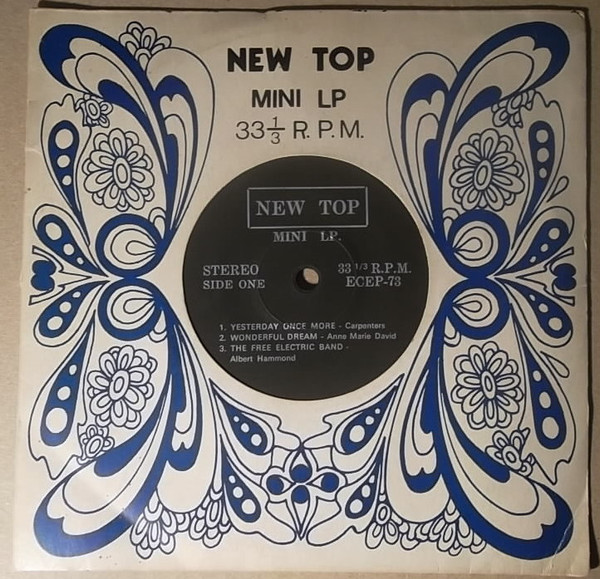 NEW TOP
MINI LP
33 1/3 R.P.M.
NEW TOP
MINI LP.
STEREO
SIDE ONE
33 1/3 R.P.M.
ECEP-73
1. YESTERDAY ONCE MORE - Carpenters
2. WONDERFUL DREAM - Anne Marie David
3. THE FREE ELECTRIC BAND -
Albert Hammond